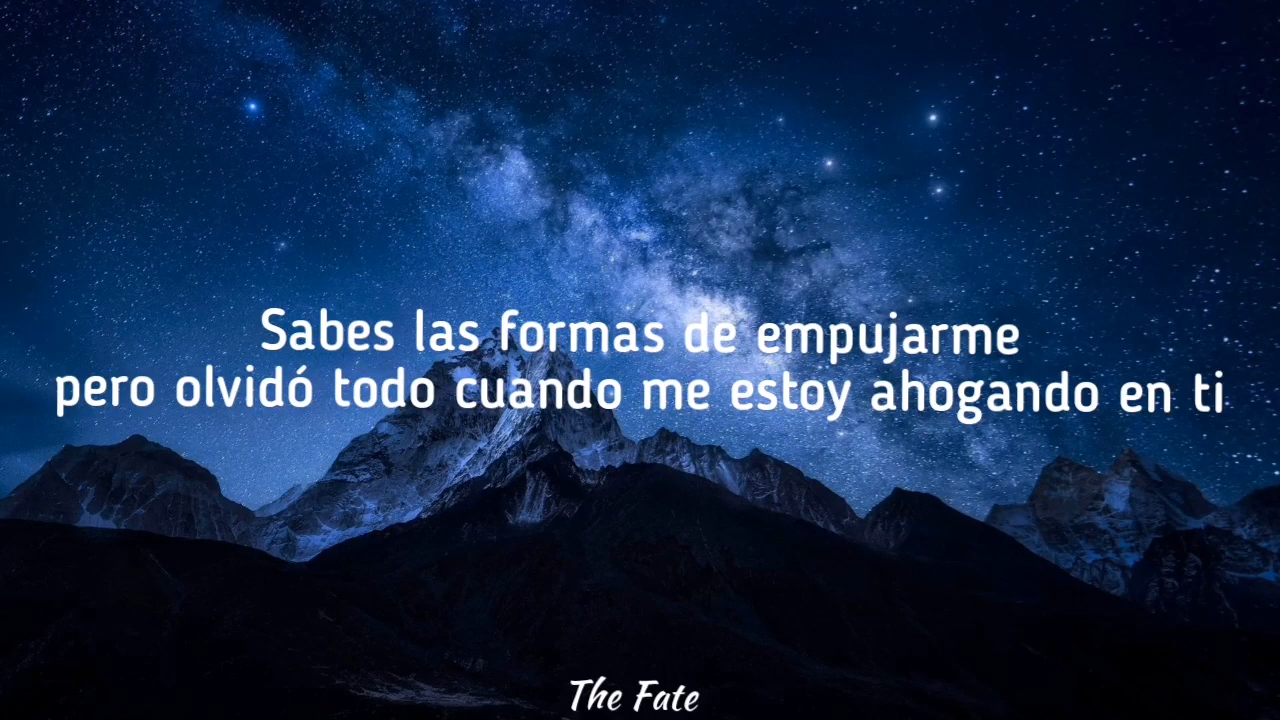 Sabes las formas de empujarme
pero olvidó todo cuando me estoy ahogando en ti
The Fate